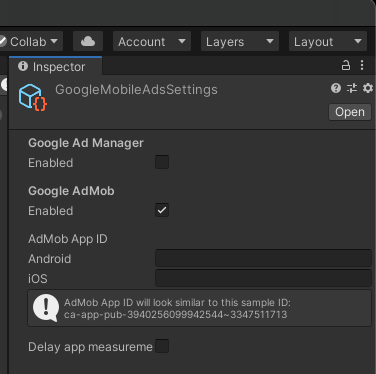 Collab
Account
Layers
Layout
Inspector
GoogleMobileAdsSettings
Open
Google Ad Manager
Enabled
Google AdMob
Enabled
AdMob App ID
Android
iOS
AdMob App ID will look similar to this sample ID:
ca-app-pub-3940256099942544~3347511713
Delay app measureme